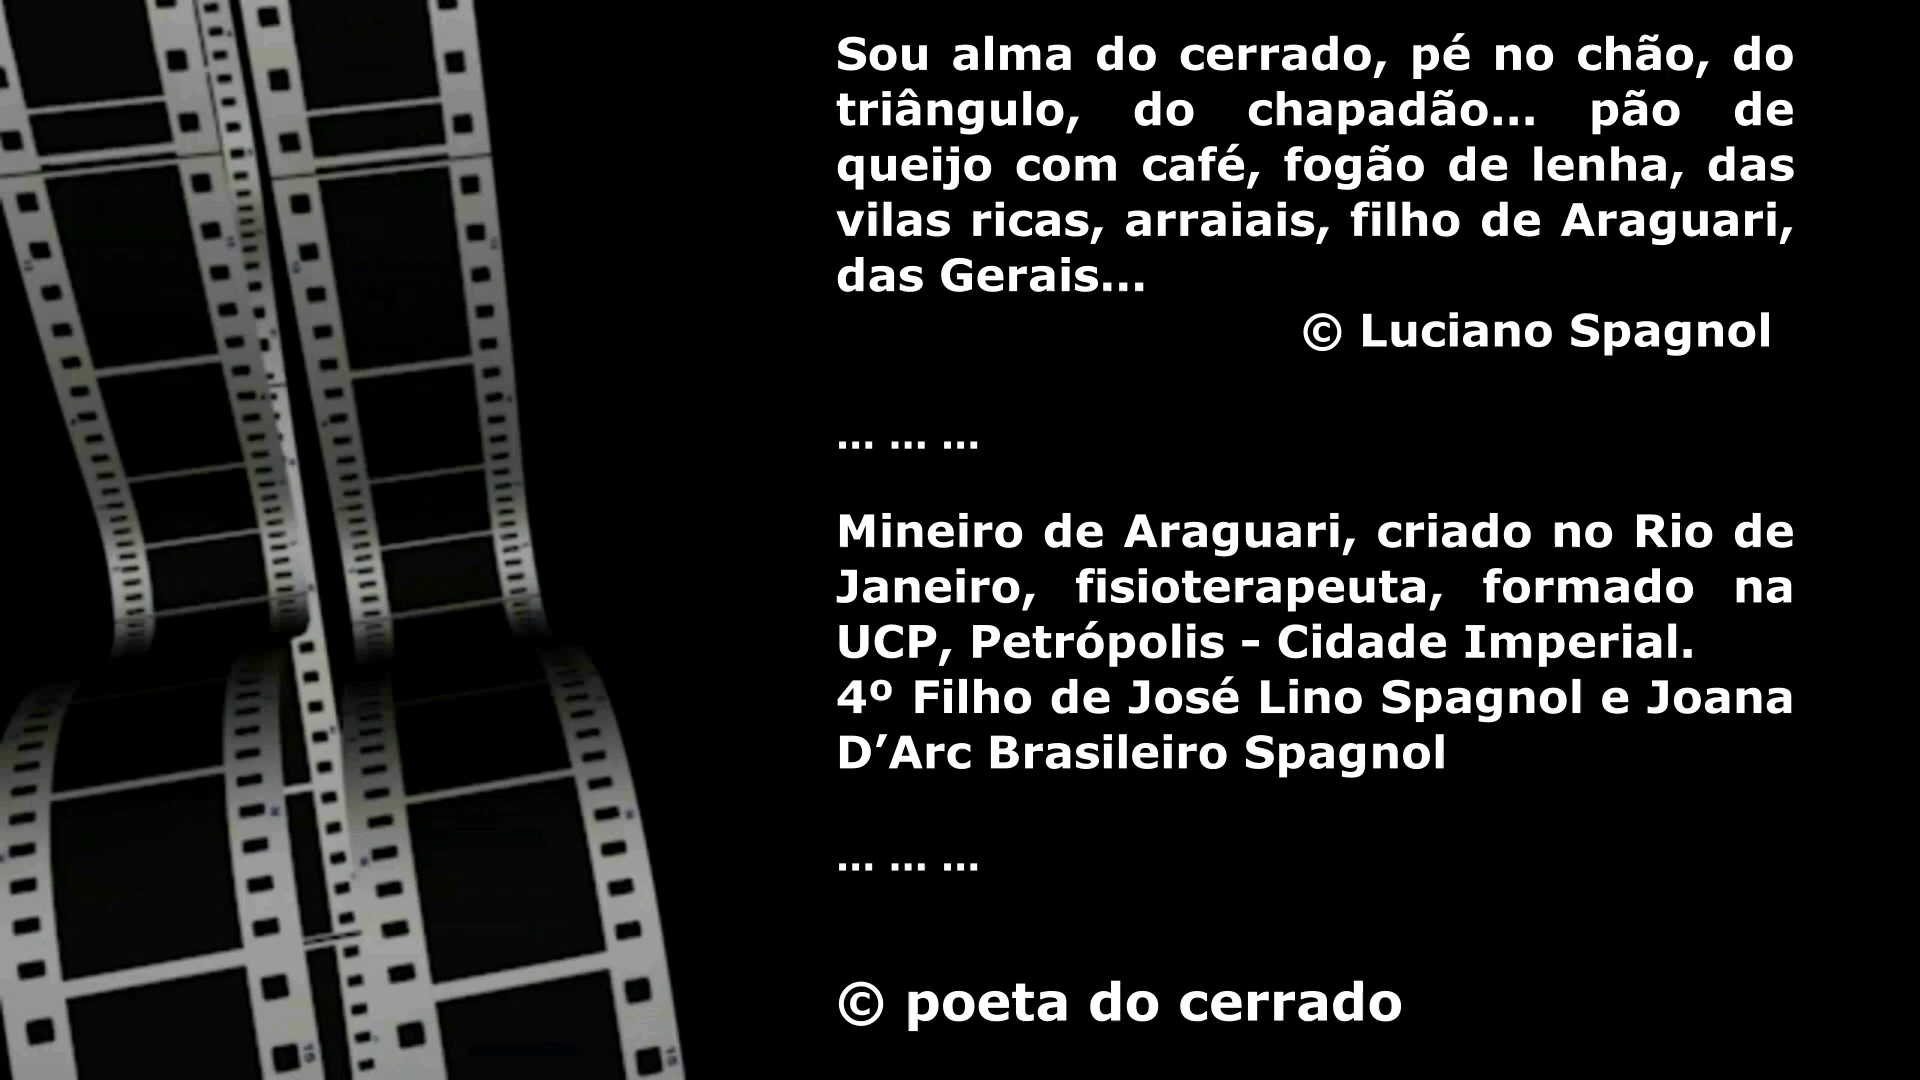 Sou alma do cerrado, pé no chão, do
triângulo, do chapadão... pão de
queijo com café, fogão de lenha, das
vilas ricas, arraiais, filho de Araguari,
das Gerais...
© Luciano Spagnol
... ... ...
Mineiro de Araguari, criado no Rio de
Janeiro, fisioterapeuta, formado na
UCP, Petrópolis - Cidade Imperial.
4º Filho de José Lino Spagnol e Joana
D’Arc Brasileiro Spagnol
... ... ...
© poeta do cerrado